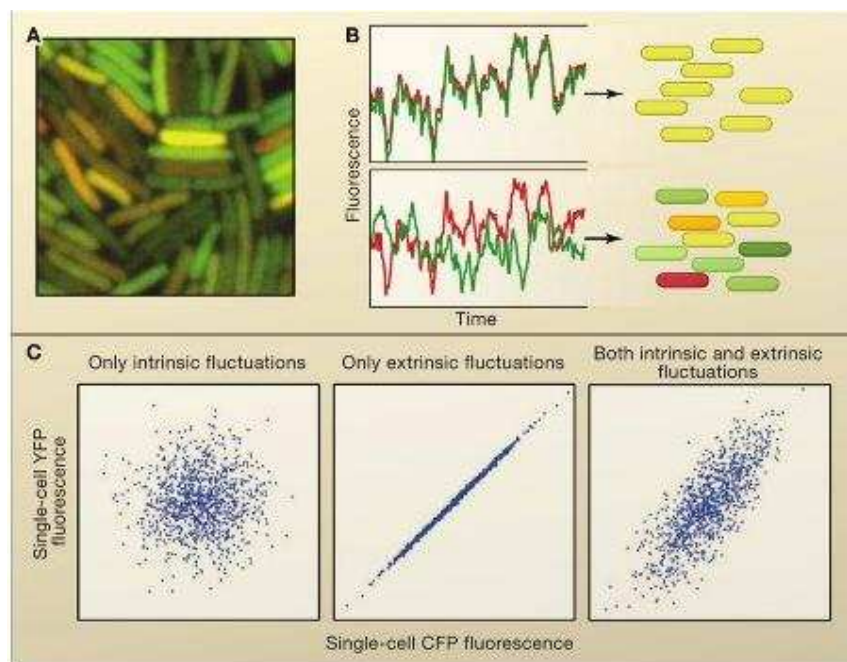 A
B
Fluorescence
Time
C
Only intrinsic fluctuations
Only extrinsic fluctuations
Both intrinsic and extrinsic
fluctuations
Single-cell YFP
fluorescence
Single-cell CFP fluorescence